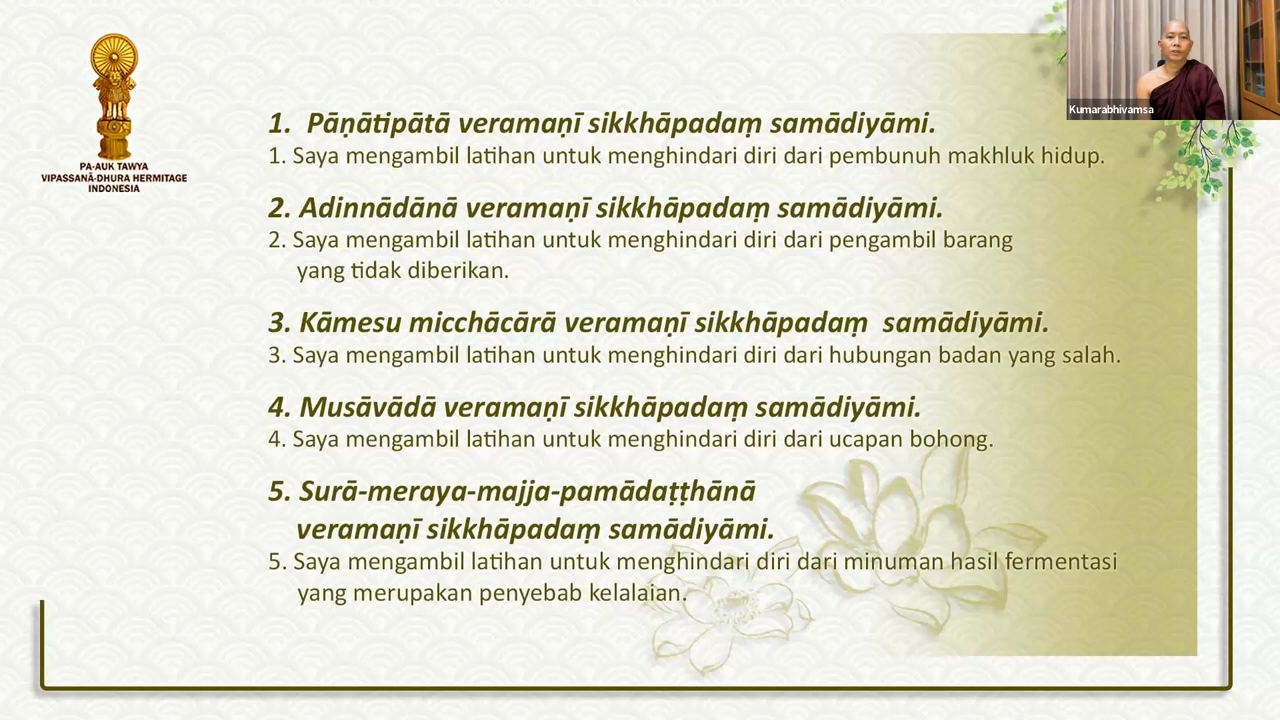 PA-AUK TAWYA
VIPASSANĀ-DHURA HERMITAGE
INDONESIA
Kumarabhivamsa
1. Pāṇātipātā veramaṇī sikkhāpadaṃ samādiyāmi.
1. Saya mengambil latihan untuk menghindari diri dari pembunuh makhluk hidup.
2. Adinnādānā veramaṇī sikkhāpadaṃ samādiyāmi.
2. Saya mengambil latihan untuk menghindari diri dari pengambil barang
yang tidak diberikan.
3. Kāmesu micchācārā veramaṇī sikkhāpadaṃ samādiyāmi.
3. Saya mengambil latihan untuk menghindari diri dari hubungan badan yang salah.
4. Musāvādā veramaṇī sikkhāpadaṃ samādiyāmi.
4. Saya mengambil latihan untuk menghindari diri dari ucapan bohong.
5. Surā-meraya-majja-pamādaṭṭhānā
veramaṇī sikkhāpadaṃ samādiyāmi.
5. Saya mengambil latihan untuk menghindari diri dari minuman hasil fermentasi
yang merupakan penyebab kelalaian.